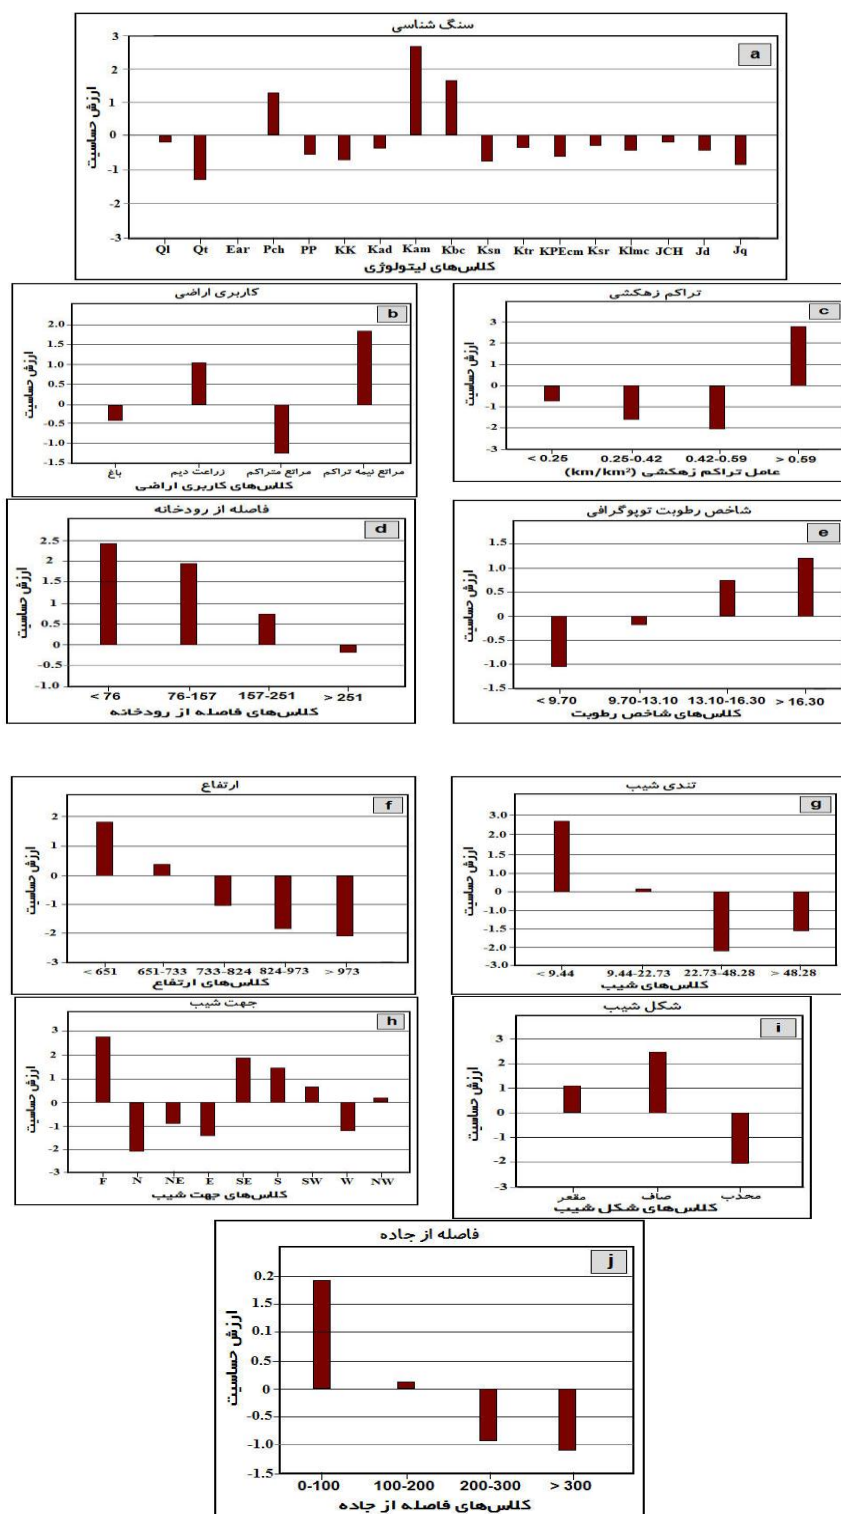 سنگ شناسی
a
ارزش حساسیت
3
2
1
0
-1
-2
-3
Ql Qt Ear Pch PP KK Kad Kam Kbc Ksn Ktr KPEcm Ksr Klmc JCH Jd Jq
کلاس‌های لیتولوژی
کاربری اراضی
b
ارزش حساسیت
2.0
1.5
1.0
0.5
0
-0.5
-1.0
-1.5
باغ زراعت دیم مراتع متراکم مراتع نیمه تراکم
کلاس‌های کاربری اراضی
تراکم زهکشی
c
ارزش حساسیت
3
2
1
0
-1
-2
-3
< 0.25 0.25-0.42 0.42-0.59 > 0.59
عامل تراکم زهکشی (km/km²)
فاصله از رودخانه
d
ارزش حساسیت
2.5
2
1.5
1
0.5
0
-0.5
-1.0
< 76 76-157 157-251 > 251
کلاس‌های فاصله از رودخانه
شاخص رطوبت توپوگرافی
e
ارزش حساسیت
1.5
1.0
0.5
0
-0.5
-1.0
-1.5
< 9.70 9.70-13.10 13.10-16.30 > 16.30
کلاس‌های شاخص رطوبت
ارتفاع
f
ارزش حساسیت
2
1
0
-1
-2
-3
< 651 651-733 733-824 824-973 > 973
کلاس‌های ارتفاع
تندی شیب
g
ارزش حساسیت
3.0
2.0
1.5
0
-1.0
-1.5
-2.0
-3.0
< 9.44 9.44-22.73 22.73-48.28 > 48.28
کلاس‌های شیب
جهت شیب
h
ارزش حساسیت
3
2
1
0
-1
-2
-3
F N NE E SE S SW W NW
کلاس‌های جهت شیب
شکل شیب
i
ارزش حساسیت
3
2
1
0
-1
-2
-3
مقعر صاف محدب
کلاس‌های شکل شیب
فاصله از جاده
j
ارزش حساسیت
0.2
1.5
0.1
0.5
0
-0.5
-1.0
-1.5
0-100 100-200 200-300 > 300
کلاس‌های فاصله از جاده